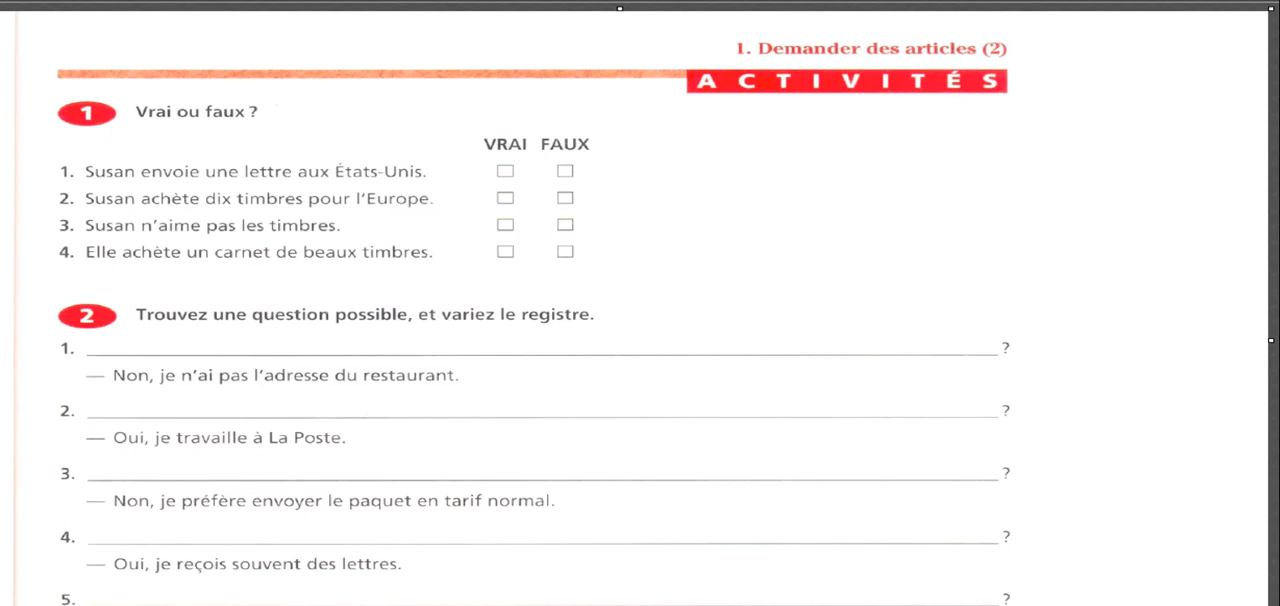 1. Demander des articles (2)
ACTIVITÉS
1 Vrai ou faux ?
VRAI FAUX
1. Susan envoie une lettre aux États-Unis.
2. Susan achète dix timbres pour l'Europe.
3. Susan n'aime pas les timbres.
4. Elle achète un carnet de beaux timbres.
2 Trouvez une question possible, et variez le registre.
1. ?
— Non, je n'ai pas l'adresse du restaurant.
2. ?
— Oui, je travaille à La Poste.
3. ?
— Non, je préfère envoyer le paquet en tarif normal.
4. ?
— Oui, je reçois souvent des lettres.
5. ?